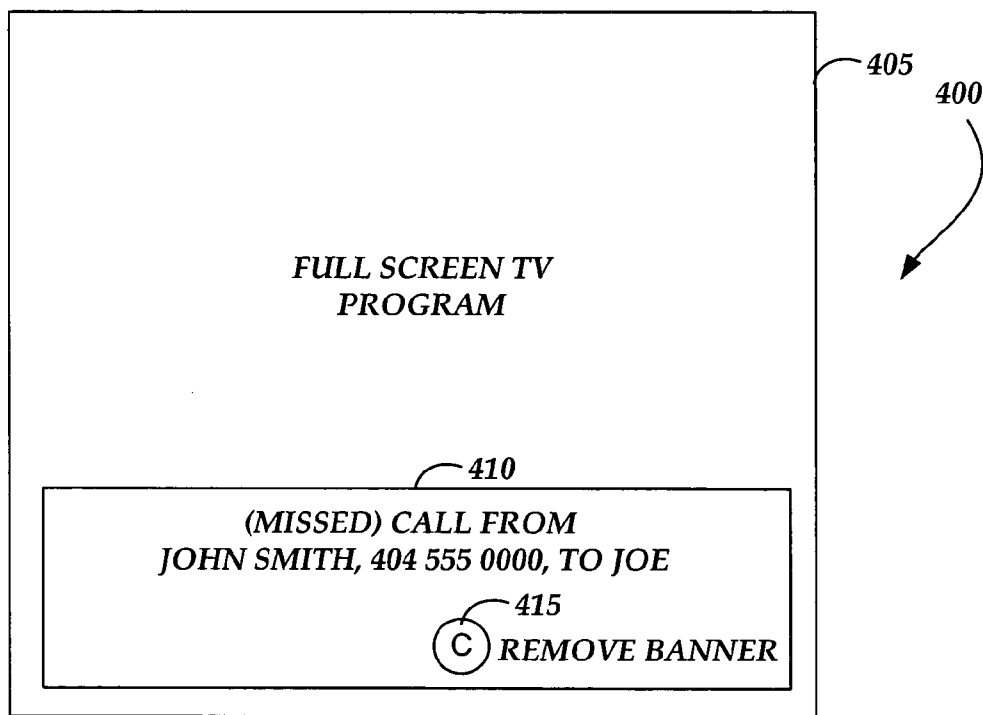 405
400
FULL SCREEN TV
PROGRAM
410
(MISSED) CALL FROM
JOHN SMITH, 404 555 0000, TO JOE
415
C REMOVE BANNER